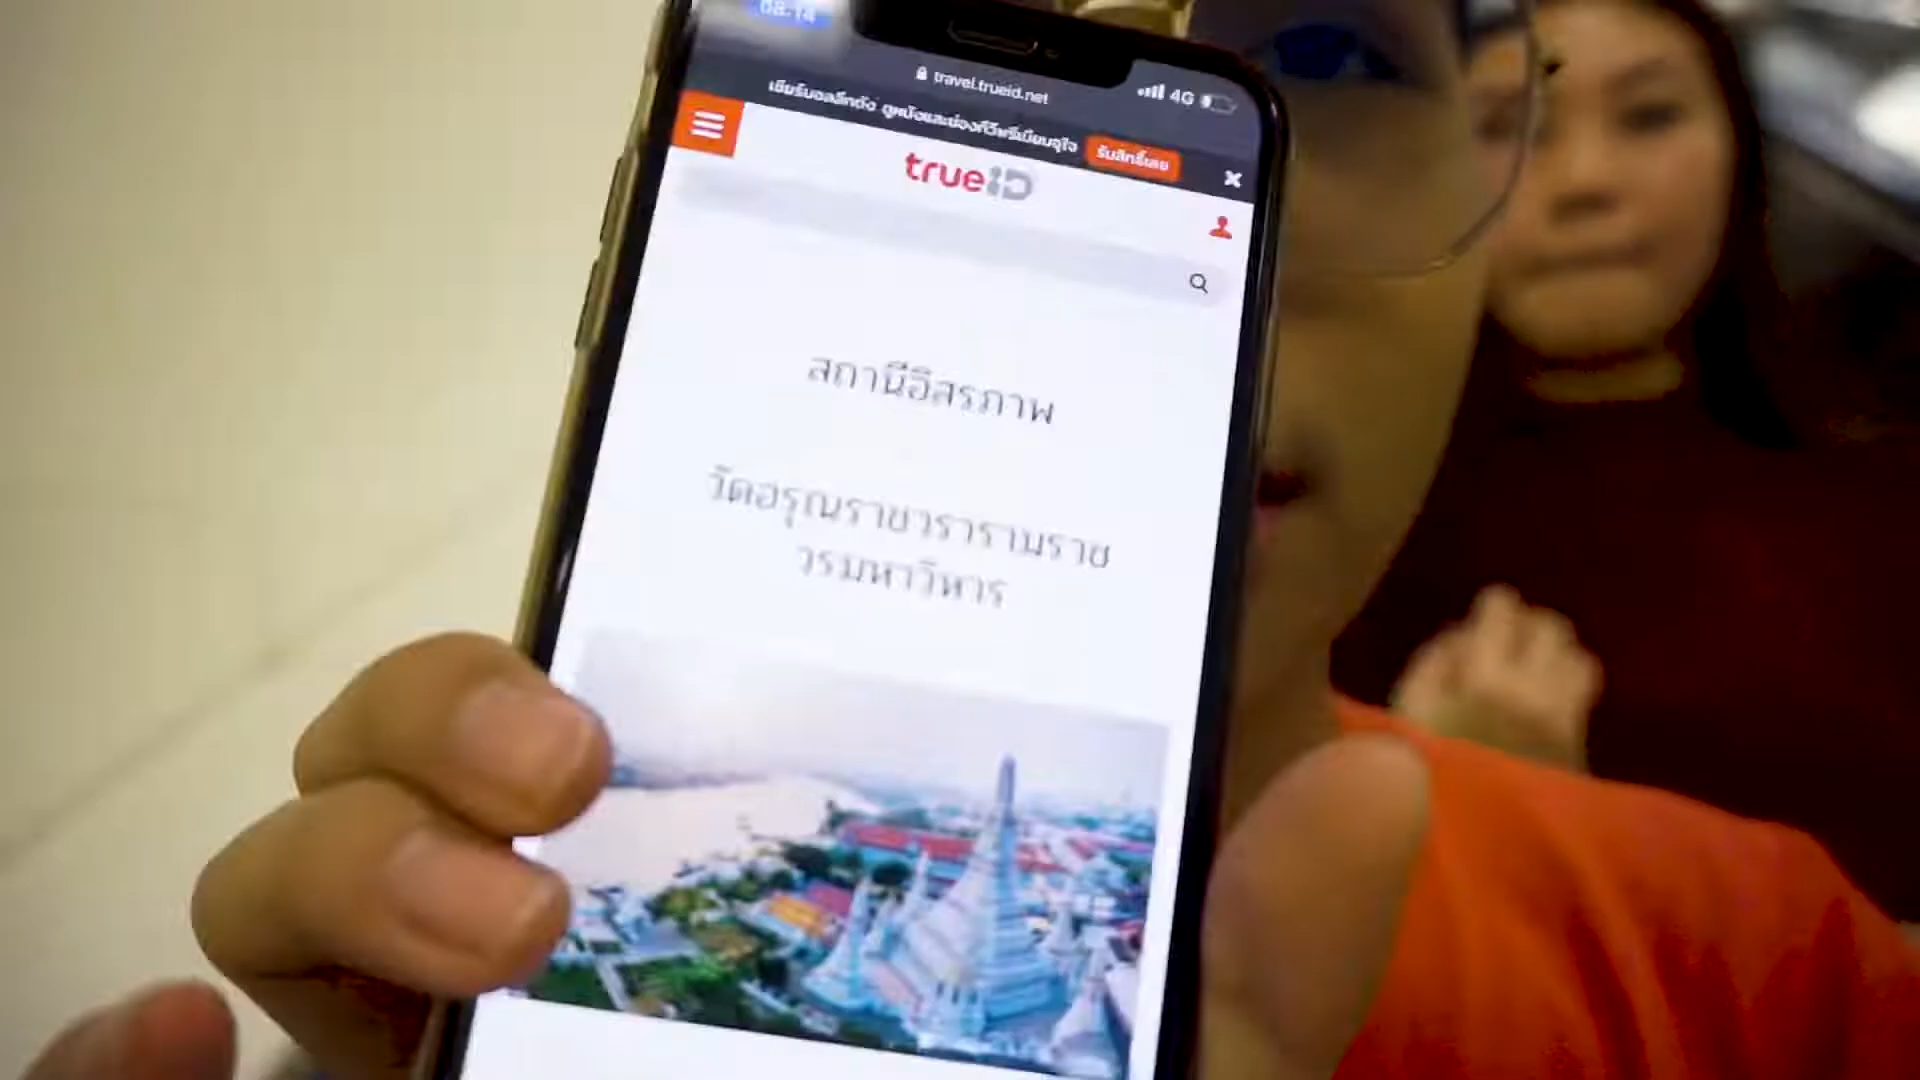 08:14
travel.trueid.net
4G
เชียร์บอลลีกดัง ดูหนังและช่องทีวีพรีเมียมจุใจ
รับสิทธิ์เลย
trueID
สถานีอิสรภาพ
วัดอรุณราชวรารามราช
วรมหาวิหาร